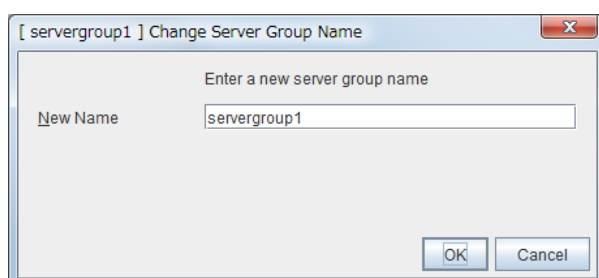 [ servergroup1 ] Change Server Group Name
Enter a new server group name
New Name servergroup1
OK Cancel